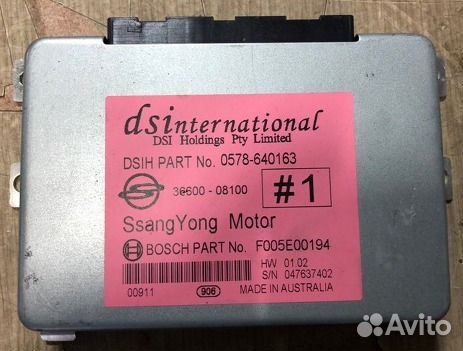 dsinternational
DSI Holdings Pty Limited
DSIH PART No. 0578-640163
36600 - 08100 #1
SsangYong Motor
BOSCH PART No. F005E00194
HW 01.02
S/N 047637402
00911 906 MADE IN AUSTRALIA
Avito